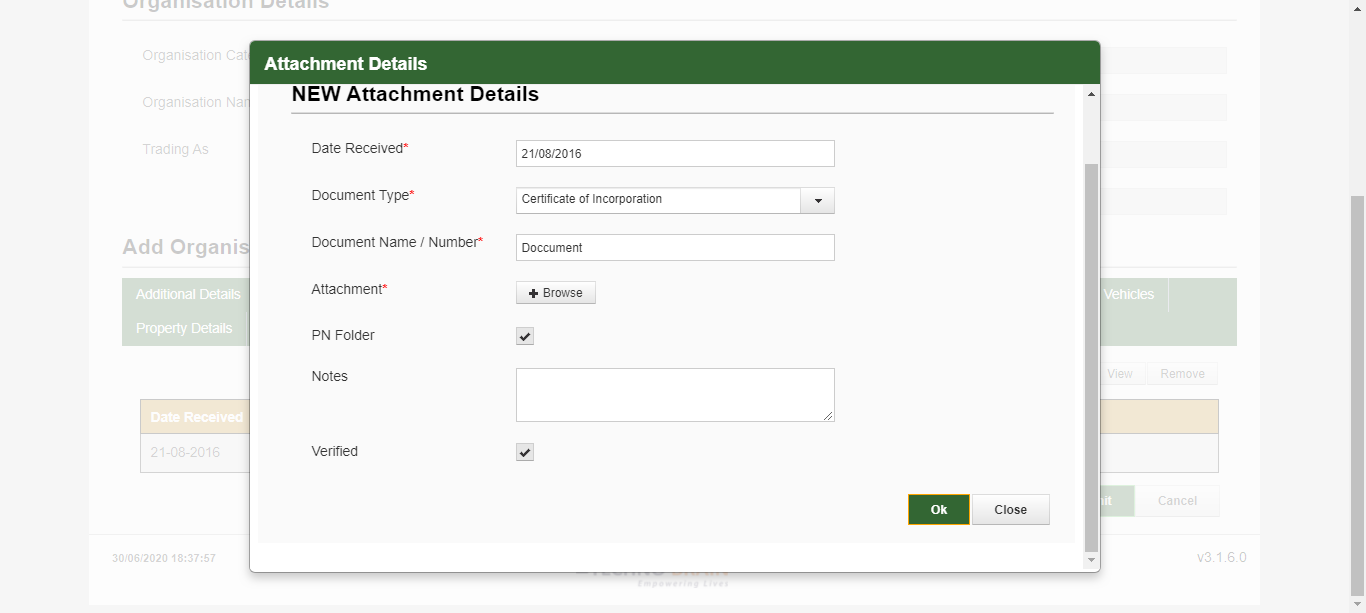 Organisation Details
Organisation Cat
Organisation Nam
Trading As
Attachment Details
NEW Attachment Details
Date Received*
21/08/2016
Document Type*
Certificate of Incorporation
Document Name / Number*
Doccument
Attachment*
Browse
PN Folder
Notes
Verified
Ok
Close
Add Organis
Additional Details
Vehicles
Property Details
View
Remove
Date Received
21-08-2016
Cancel
30/06/2020 18:37:57
Empowering Lives
v3.1.6.0